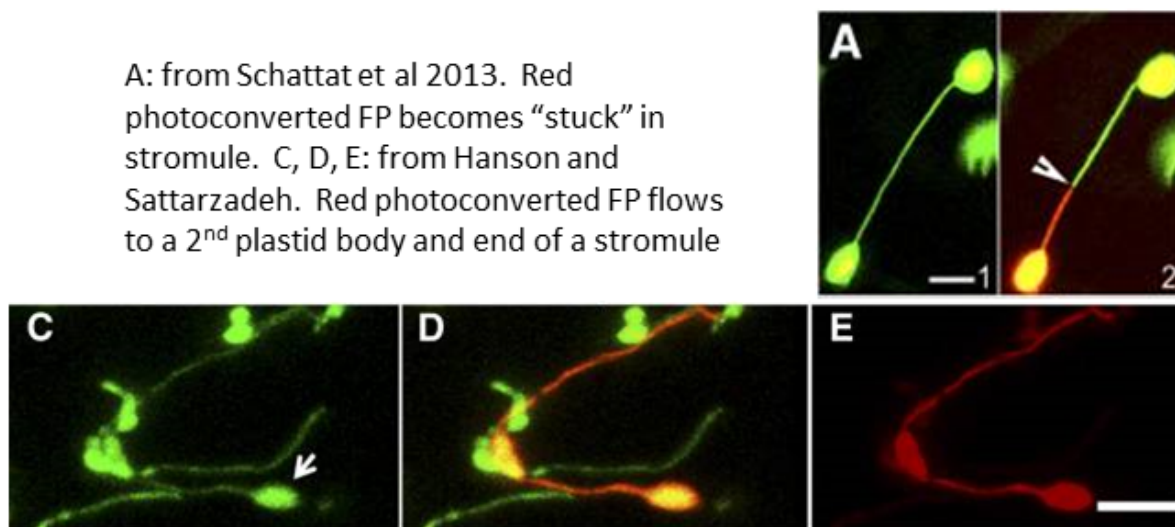 A: from Schattat et al 2013.  Red
photoconverted FP becomes “stuck” in
stromule.  C, D, E: from Hanson and
Sattarzadeh.  Red photoconverted FP flows
to a 2nd plastid body and end of a stromule
A
1
2
C
D
E